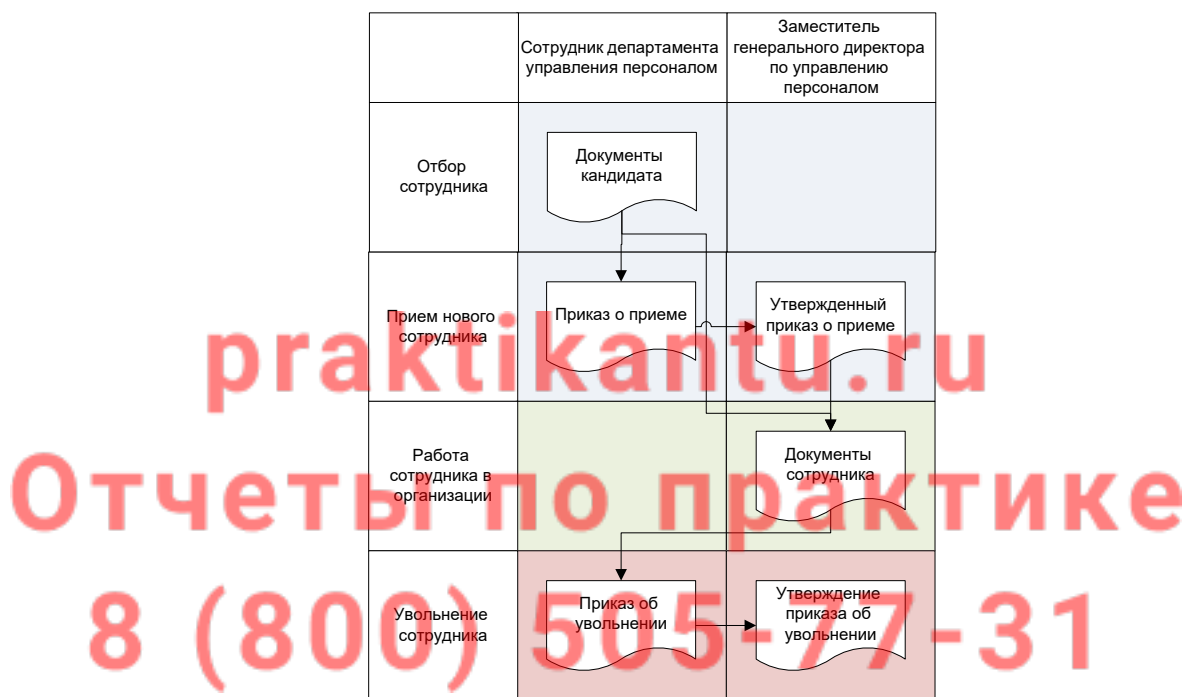 Сотрудник департамента
управления персоналом
Заместитель
генерального директора
по управлению
персоналом
Отбор
сотрудника
Документы
кандидата
Прием нового
сотрудника
Приказ о приеме
Утвержденный
приказ о приеме
praktikantu.ru
Работа
сотрудника в
организации
Документы
сотрудника
Отчеты по практике
Увольнение
сотрудника
Приказ об
увольнении
Утверждение
приказа об
увольнении
8 (800) 505-77-31